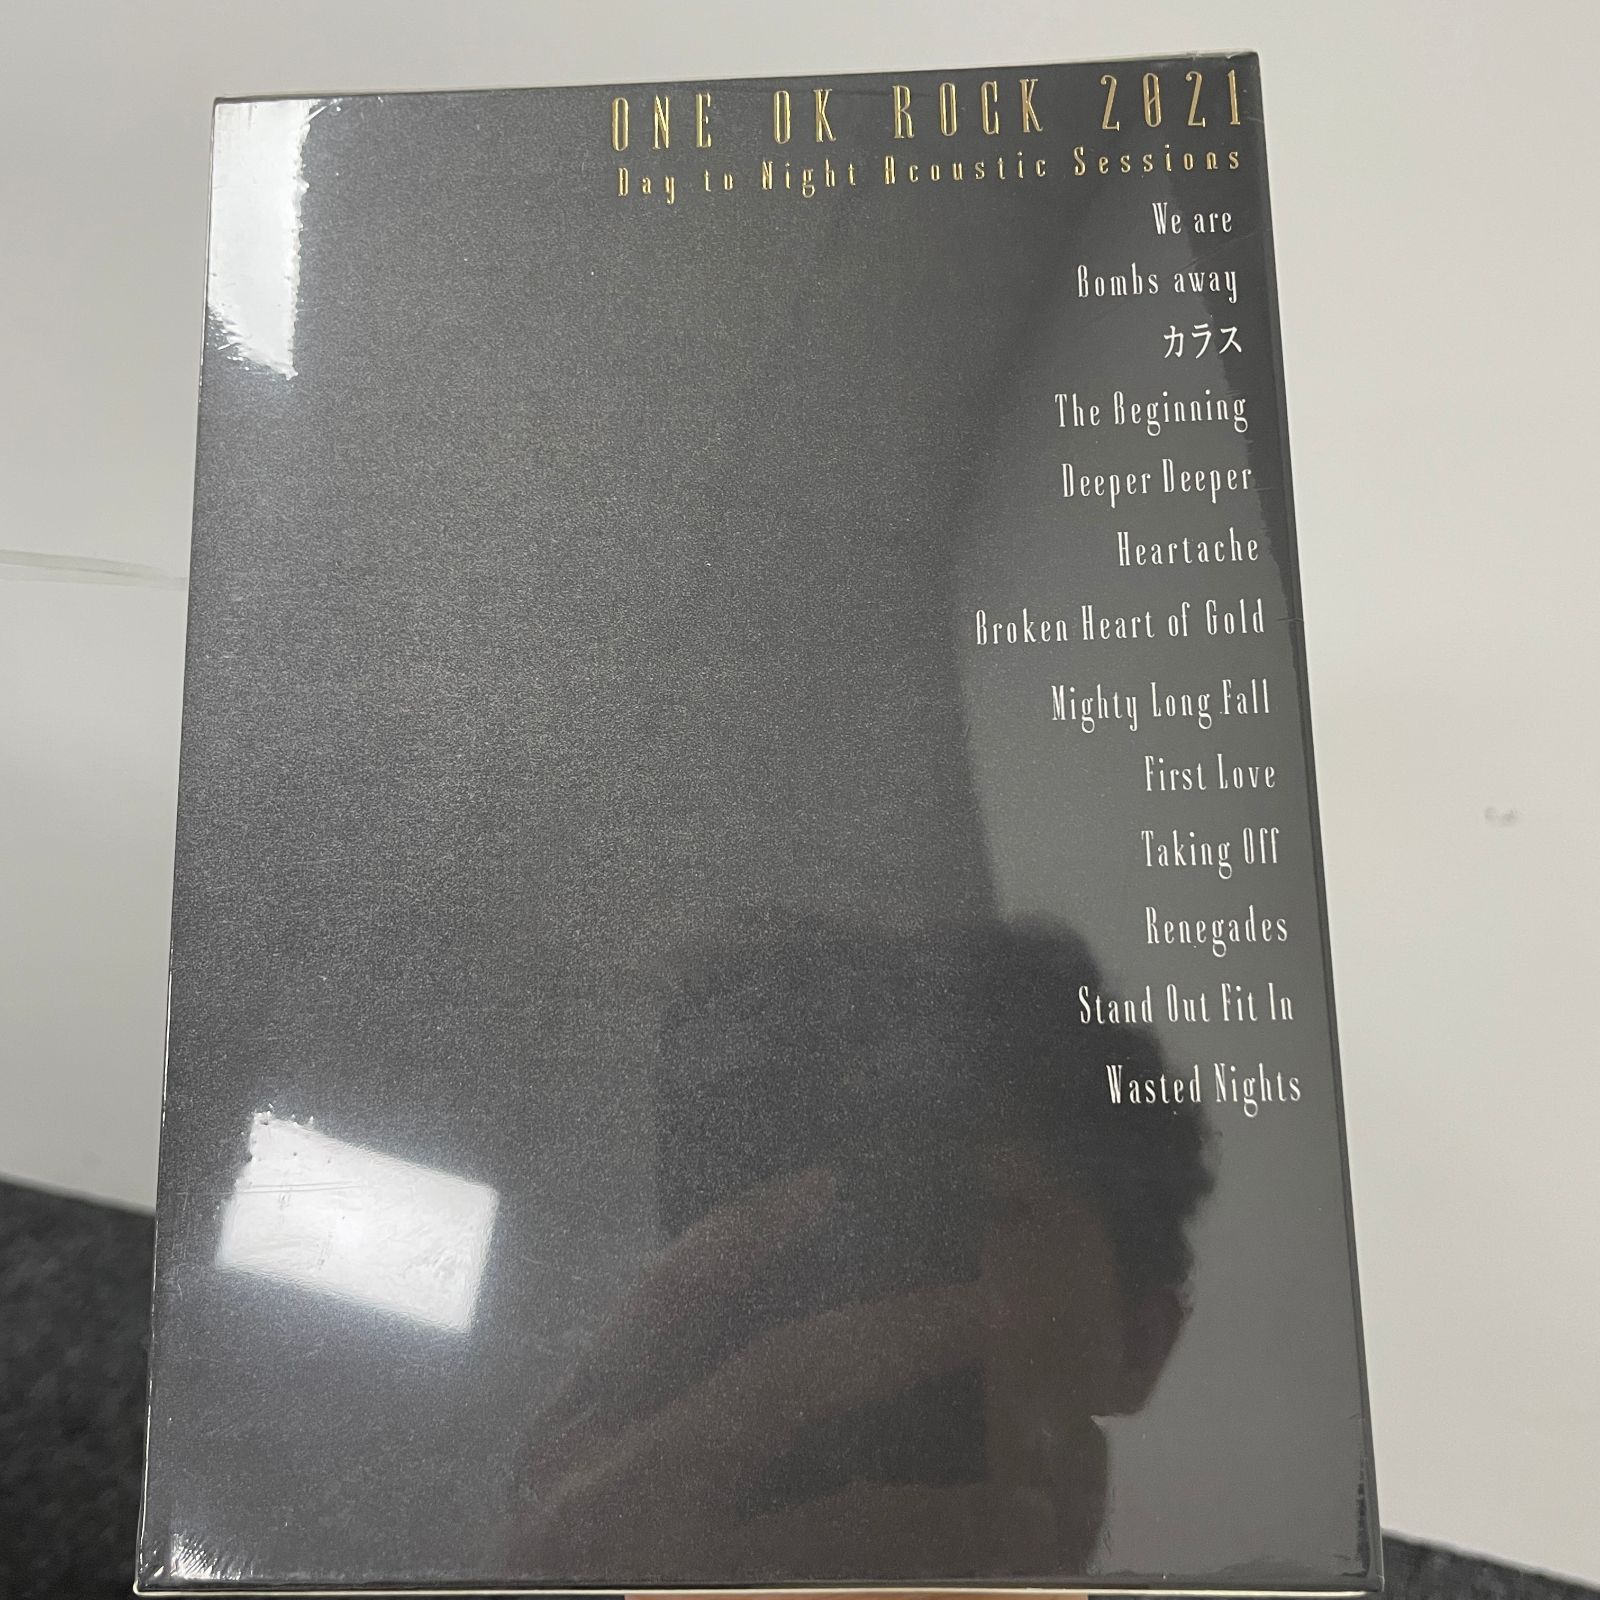 ONE OK ROCK 2021
Day to Night Acoustic Sessions
We are
Bombs away
カラス
The Beginning
Deeper Deeper
Heartache
Broken Heart of Gold
Mighty Long Fall
First Love
Taking Off
Renegades
Stand Out Fit In
Wasted Nights